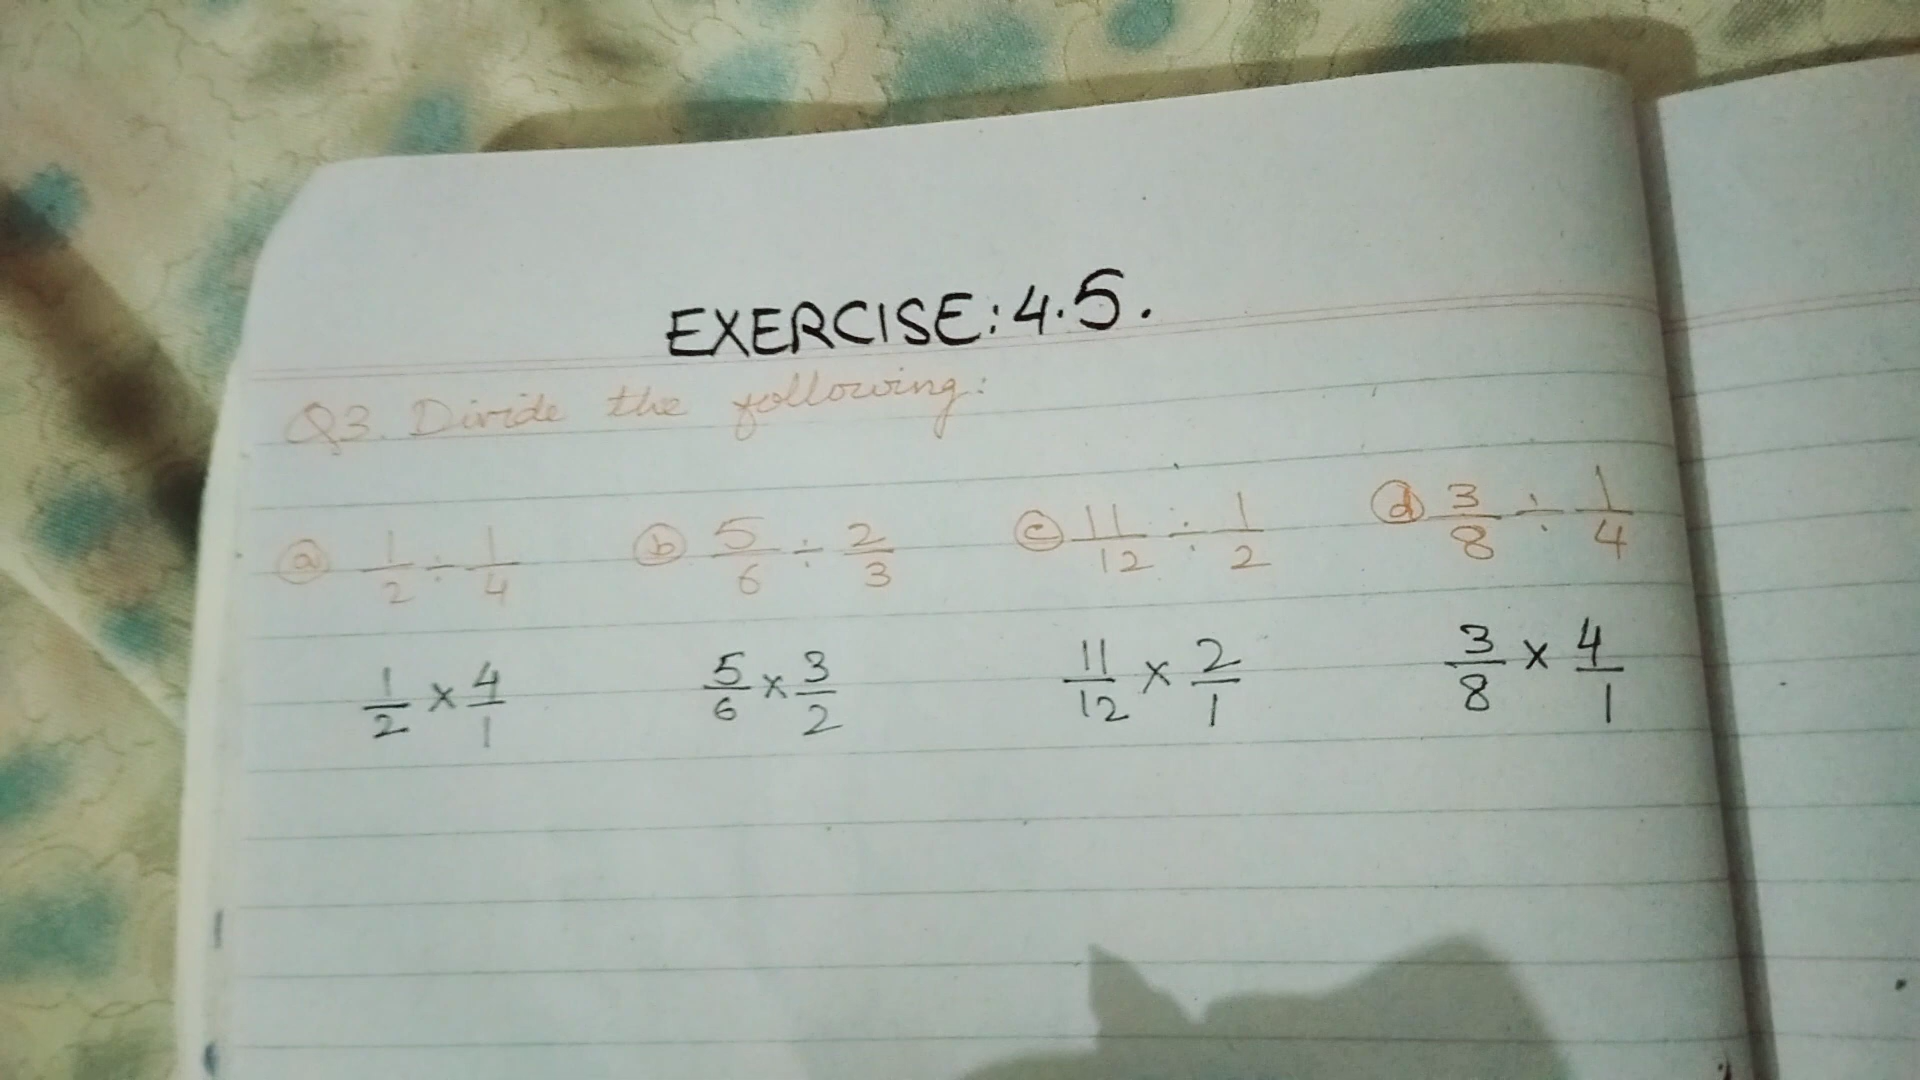 EXERCISE: 4.5.
Q3. Divide the following:
ⓐ 1/2 ÷ 1/4 ⓑ 5/6 ÷ 2/3 ⓒ 11/12 ÷ 1/2 ⓓ 3/8 ÷ 1/4
1/2 × 4/1 5/6 × 3/2 11/12 × 2/1 3/8 × 4/1